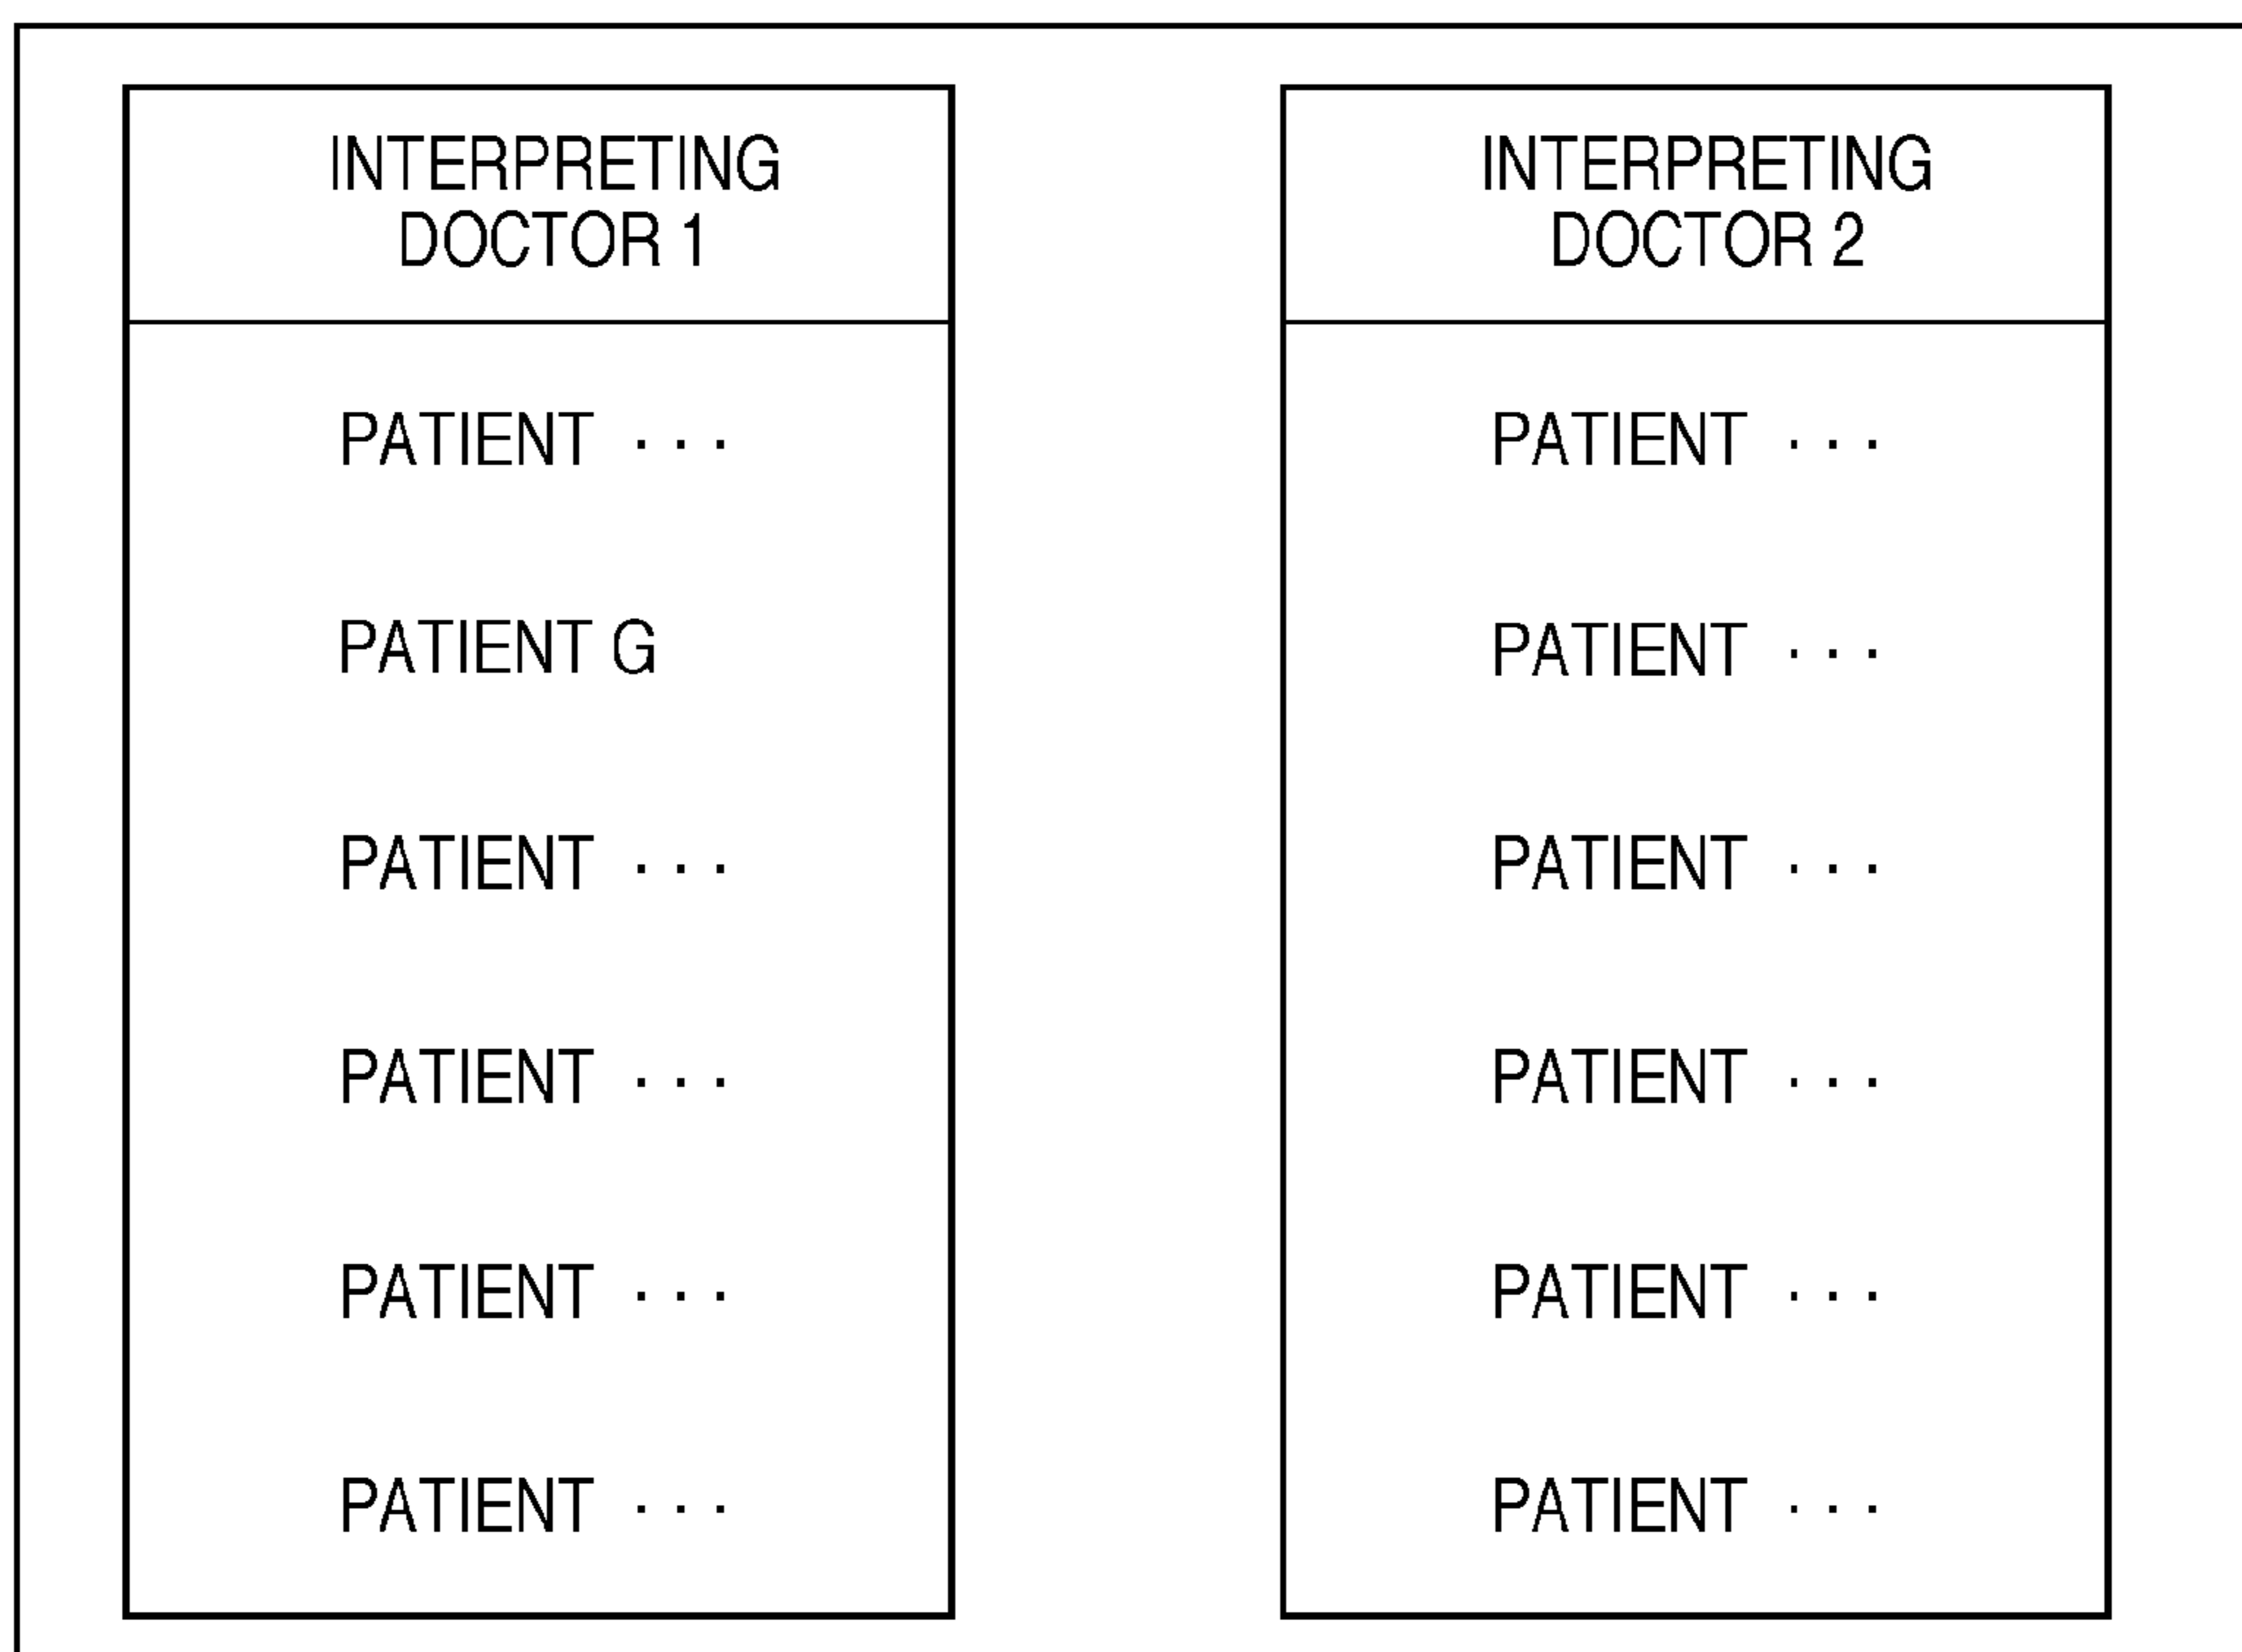 INTERPRETING
DOCTOR 1
PATIENT · · ·
PATIENT G
PATIENT · · ·
PATIENT · · ·
PATIENT · · ·
PATIENT · · ·
INTERPRETING
DOCTOR 2
PATIENT · · ·
PATIENT · · ·
PATIENT · · ·
PATIENT · · ·
PATIENT · · ·
PATIENT · · ·